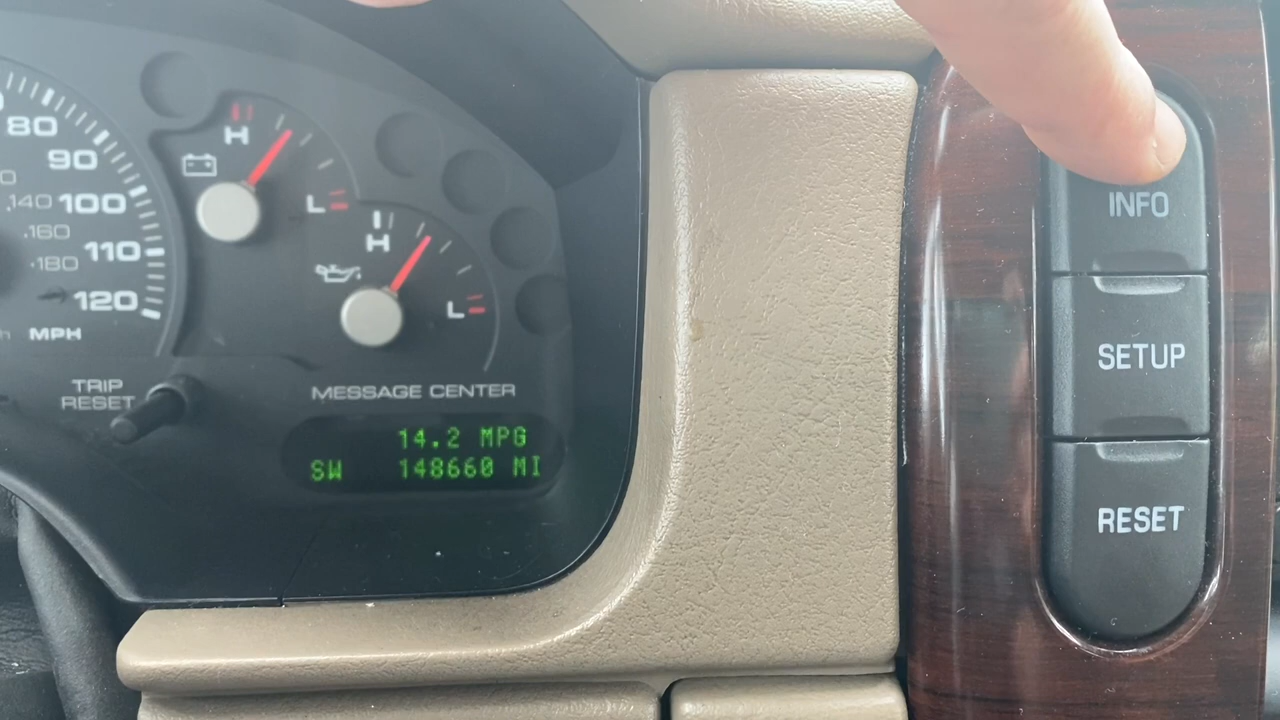 80
90
100
110
120
140
160
180
MPH
H
L
H
L
TRIP
RESET
MESSAGE CENTER
14.2 MPG
SW 148660 MI
INFO
SETUP
RESET